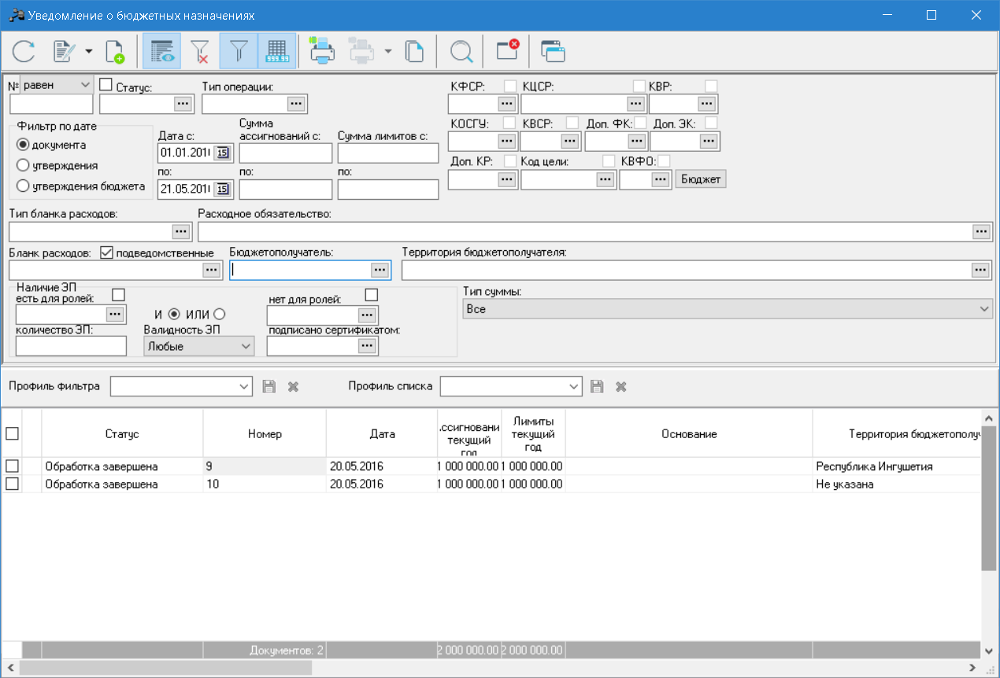 Уведомление о бюджетных назначениях
999.99
№ равен
Статус:
Тип операции:
КФСР:
КЦСР:
КВР:
Фильтр по дате
документа
утверждения
утверждения бюджета
Дата с:
01.01.201
15
по:
21.05.201
15
Сумма
ассигнований с:
по:
Сумма лимитов с:
по:
КОСГУ:
КВСР:
Доп. ФК:
Доп. ЭК:
Доп. КР:
Код цели:
КВФО:
Бюджет
Тип бланка расходов:
Расходное обязательство:
Бланк расходов:
подведомственные
Бюджетополучатель:
Территория бюджетополучателя:
Наличие ЭП
есть для ролей:
И
ИЛИ
нет для ролей:
количество ЭП:
Валидность ЭП
Любые
подписано сертификатом:
Тип суммы:
Все
Профиль фильтра
Профиль списка
Статус
Номер
Дата
.ссигновани
текущий
год
Лимиты
текущий
год
Основание
Территория бюджетополуч
Обработка завершена 9 20.05.2016 1 000 000.00 1 000 000.00 Республика Ингушетия
Обработка завершена 10 20.05.2016 1 000 000.00 1 000 000.00 Не указана
Документов: 2 2 000 000.00 2 000 000.00